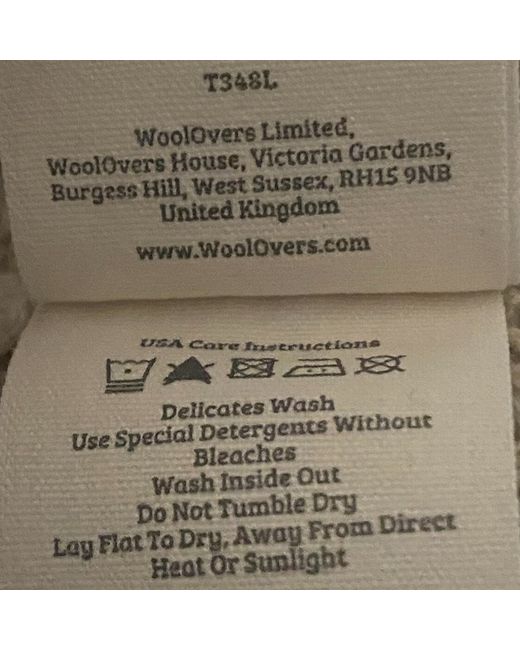 T348L
WoolOvers Limited,
WoolOvers House, Victoria Gardens,
Burgess Hill, West Sussex, RH15 9NB
United Kingdom
www.WoolOvers.com
USA Care Instructions
Delicates Wash
Use Special Detergents Without
Bleaches
Wash Inside Out
Do Not Tumble Dry
Lay Flat To Dry, Away From Direct
Heat Or Sunlight